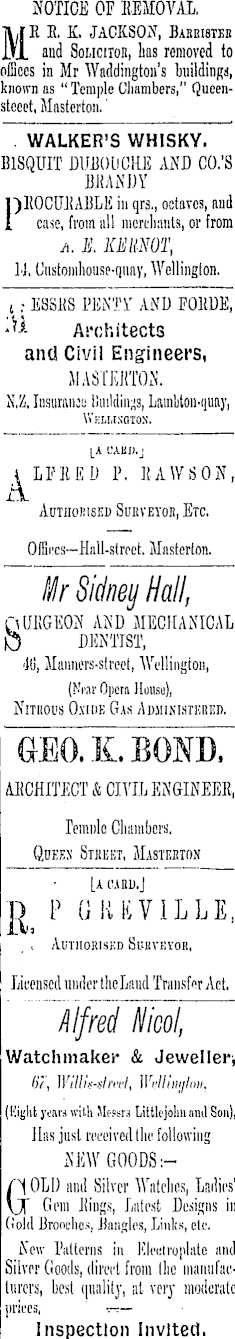 NOTICE OF REMOVAL.
MR R. K. JACKSON, BARRISTER
and SOLICITOR, has removed to
offices in Mr Waddington's buildings,
known as "Temple Chambers," Queen-
steeet, Masterton.
WALKER'S WHISKY.
BISQUIT DUBOUCHE AND CO.'S
BRANDY
PROCURABLE in qrs., octaves, and
case, from all merchants, or from
A. E. KERNOT,
14, Customhouse-quay, Wellington.
MESSRS PENTY AND FORDE,
Architects
and Civil Engineers,
MASTERTON.
N.Z. Insurance Buildings, Lambton-quay,
WELLINGTON.
[A CARD.]
ALFRED P. RAWSON,
AUTHORISED SURVEYOR, ETC.
Offices—Hall-street, Masterton.
Mr Sidney Hall,
SURGEON AND MECHANICAL
DENTIST,
46, Manners-street, Wellington,
(Near Opera House),
NITROUS OXIDE GAS ADMINISTERED.
GEO. K. BOND,
ARCHITECT & CIVIL ENGINEER,
Temple Chambers.
QUEEN STREET, MASTERTON
[A CARD.]
R. P GREVILLE,
AUTHORISED SURVEYOR,
Licensed under the Land Transfer Act.
Alfred Nicol,
Watchmaker & Jeweller,
67, Willis-street, Wellington,
(Eight years with Messrs Littlejohn and Son),
Has just received the following
NEW GOODS:—
GOLD and Silver Watches, Ladies'
Gem Rings, Latest Designs in
Gold Brooches, Bangles, Links, etc.
New Patterns in Electroplate and
Silver Goods, direct from the manufac-
turers, best quality, at very moderate
prices,
Inspection Invited.